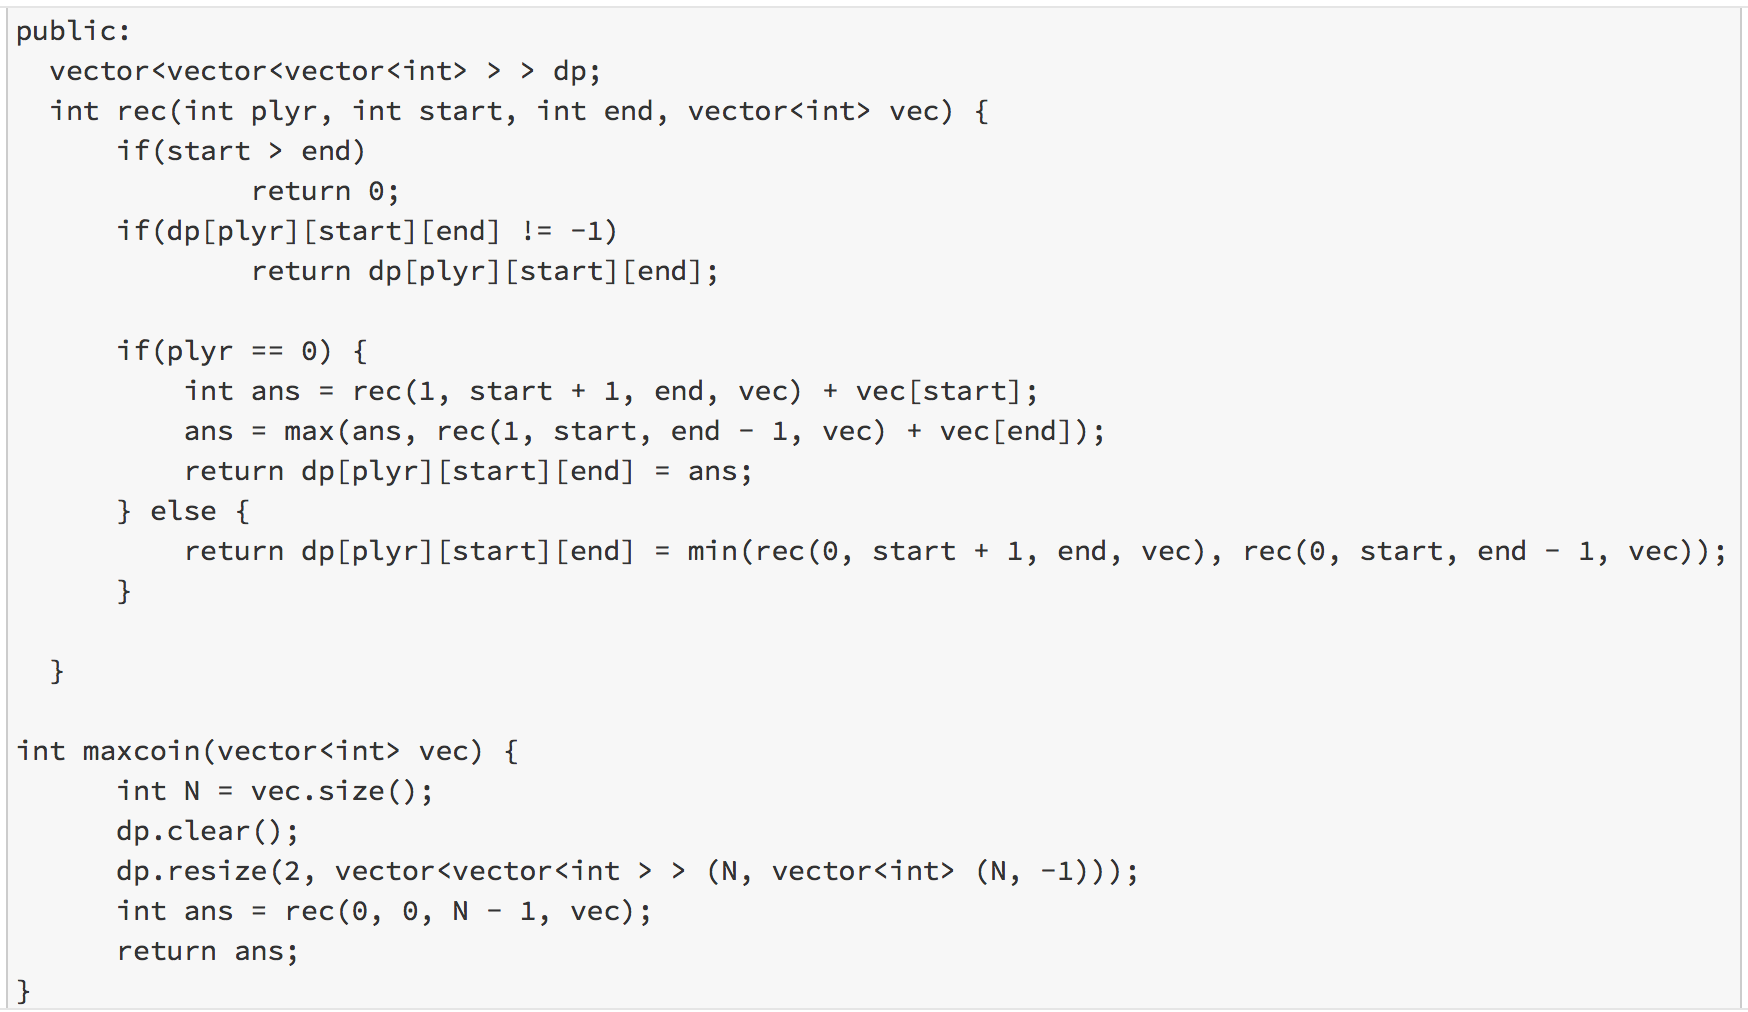 public:
  vector<vector<vector<int> > > dp;
  int rec(int plyr, int start, int end, vector<int> vec) {
      if(start > end)
              return 0;
      if(dp[plyr][start][end] != -1)
              return dp[plyr][start][end];

      if(plyr == 0) {
          int ans = rec(1, start + 1, end, vec) + vec[start];
          ans = max(ans, rec(1, start, end - 1, vec) + vec[end]);
          return dp[plyr][start][end] = ans;
      } else {
          return dp[plyr][start][end] = min(rec(0, start + 1, end, vec), rec(0, start, end - 1, vec));
      }

  }

int maxcoin(vector<int> vec) {
      int N = vec.size();
      dp.clear();
      dp.resize(2, vector<vector<int > > (N, vector<int> (N, -1)));
      int ans = rec(0, 0, N - 1, vec);
      return ans;
}